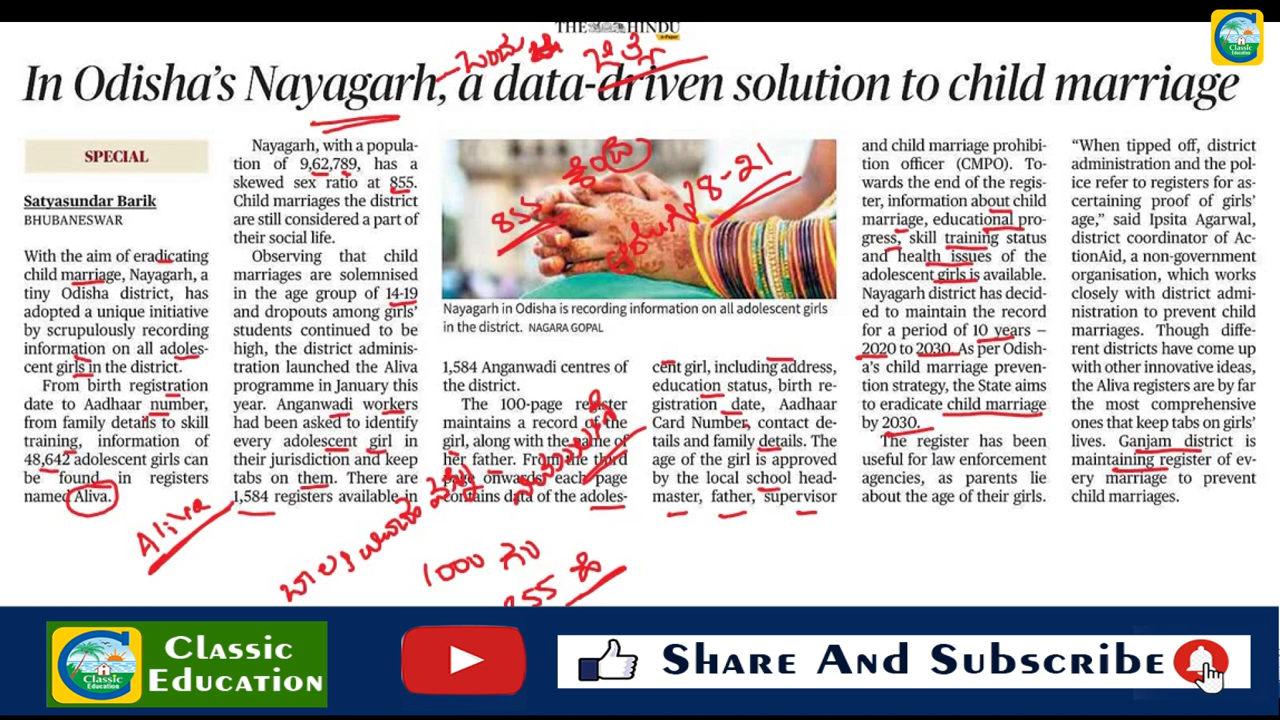 THE HINDU
e-Paper
Classic
Education
In Odisha's Nayagarh, a data-driven solution to child marriage
SPECIAL
Satyasundar Barik
BHUBANESWAR
With the aim of eradicating
child marriage, Nayagarh, a
tiny Odisha district, has
adopted a unique initiative
by scrupulously recording
information on all adoles-
cent girls in the district.
From birth registration
date to Aadhaar number,
from family details to skill
training, information of
48,642 adolescent girls can
be found in registers
named Aliva.
Nayagarh, with a popula-
tion of 9,62,789, has a
skewed sex ratio at 855.
Child marriages the district
are still considered a part of
their social life.
Observing that child
marriages are solemnised
in the age group of 14-19
and dropouts among girls'
students continued to be
high, the district adminis-
tration launched the Aliva
programme in January this
year. Anganwadi workers
had been asked to identify
every adolescent girl in
their jurisdiction and keep
tabs on them. There are
1,584 registers available in
855
18-21
Nayagarh in Odisha is recording information on all adolescent girls
in the district. NAGARA GOPAL
1,584 Anganwadi centres of
the district.
The 100-page register
maintains a record of the
girl, along with the name of
her father. From the third
page onwards, each page
contains data of the adoles-
cent girl, including address,
education status, birth re-
gistration date, Aadhaar
Card Number, contact de-
tails and family details. The
age of the girl is approved
by the local school head-
master, father, supervisor
and child marriage prohibi-
tion officer (CMPO). To-
wards the end of the regis-
ter, information about child
marriage, educational pro-
gress, skill training status
and health issues of the
adolescent girls is available.
Nayagarh district has decid-
ed to maintain the record
for a period of 10 years –
2020 to 2030. As per Odish-
a's child marriage preven-
tion strategy, the State aims
to eradicate child marriage
by 2030.
The register has been
useful for law enforcement
agencies, as parents lie
about the age of their girls.
"When tipped off, district
administration and the pol-
ice refer to registers for as-
certaining proof of girls'
age," said Ipsita Agarwal,
district coordinator of Ac-
tionAid, a non-government
organisation, which works
closely with district admi-
nistration to prevent child
marriages. Though diffe-
rent districts have come up
with other innovative ideas,
the Aliva registers are by far
the most comprehensive
ones that keep tabs on girls'
lives. Ganjam district is
maintaining register of ev-
ery marriage to prevent
child marriages.
Aliva
1000
855
Classic
Education
Classic
Education
Share And Subscribe